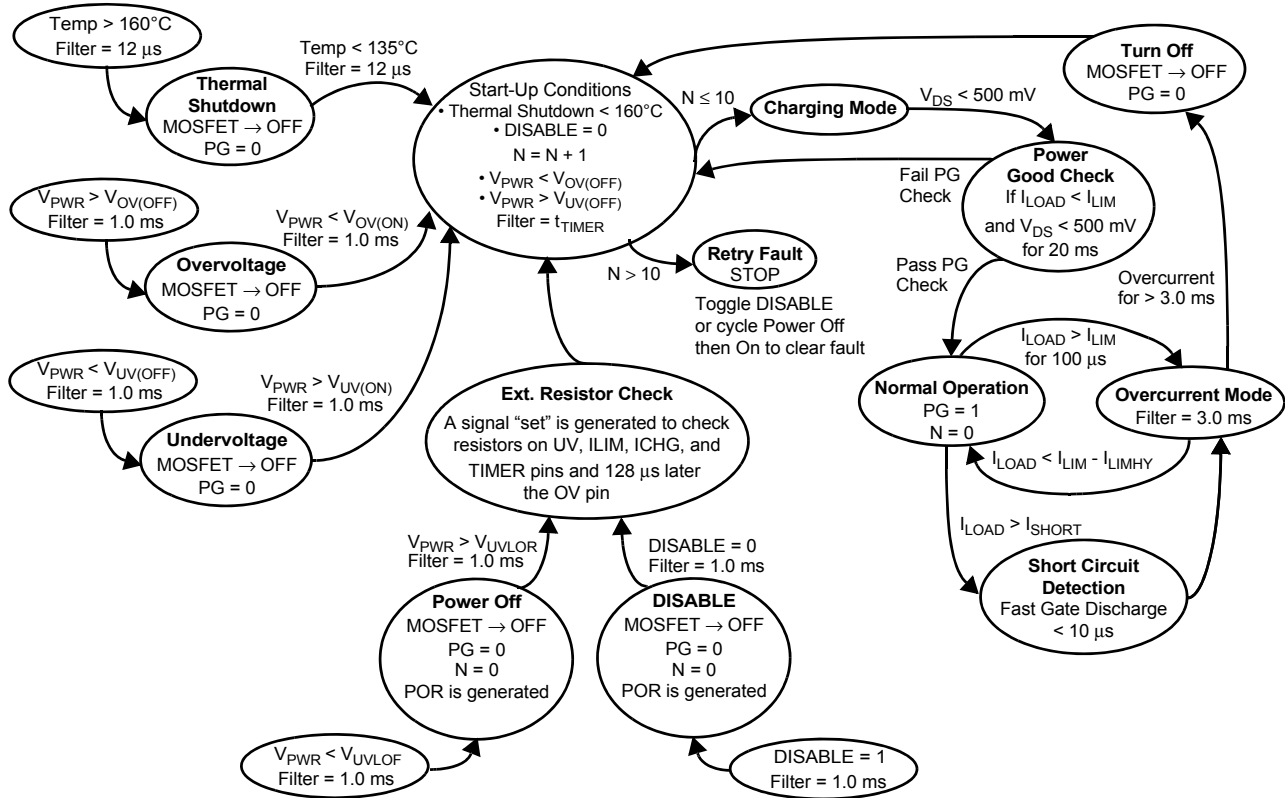 Temp > 160°C
Filter = 12 μs
Temp < 135°C
Filter = 12 μs
Thermal
Shutdown
MOSFET → OFF
PG = 0
VPWR > VOV(OFF)
Filter = 1.0 ms
VPWR < VOV(ON)
Filter = 1.0 ms
Overvoltage
MOSFET → OFF
PG = 0
VPWR < VUV(OFF)
Filter = 1.0 ms
VPWR > VUV(ON)
Filter = 1.0 ms
Undervoltage
MOSFET → OFF
PG = 0
Start-Up Conditions
• Thermal Shutdown < 160°C
• DISABLE = 0
N = N + 1
• VPWR < VOV(OFF)
• VPWR > VUV(OFF)
Filter = tTIMER
N ≤ 10
Charging Mode
VDS < 500 mV
Turn Off
MOSFET → OFF
PG = 0
Fail PG
Check
Power
Good Check
If ILOAD < ILIM
and VDS < 500 mV
for 20 ms
N > 10
Retry Fault
STOP
Toggle DISABLE
or cycle Power Off
then On to clear fault
Pass PG
Check
Overcurrent
for > 3.0 ms
ILOAD > ILIM
for 100 μs
Normal Operation
PG = 1
N = 0
Overcurrent Mode
Filter = 3.0 ms
ILOAD < ILIM - ILIMHY
ILOAD > ISHORT
Short Circuit
Detection
Fast Gate Discharge
< 10 μs
Ext. Resistor Check
A signal “set” is generated to check
resistors on UV, ILIM, ICHG, and
TIMER pins and 128 μs later
the OV pin
VPWR > VUVLOR
Filter = 1.0 ms
DISABLE = 0
Filter = 1.0 ms
Power Off
MOSFET → OFF
PG = 0
N = 0
POR is generated
DISABLE
MOSFET → OFF
PG = 0
N = 0
POR is generated
VPWR < VUVLOF
Filter = 1.0 ms
DISABLE = 1
Filter = 1.0 ms